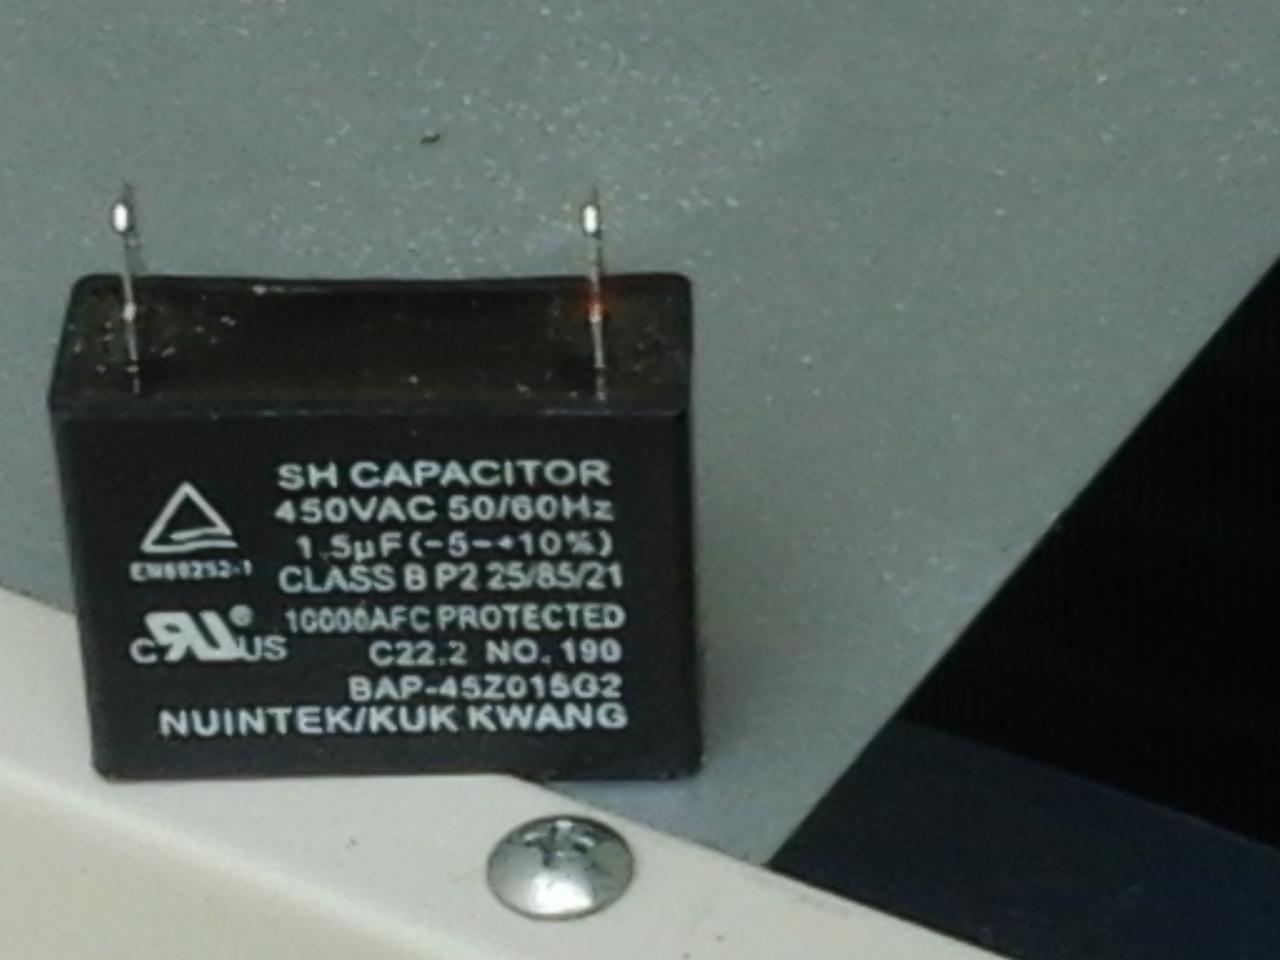 SH CAPACITOR
450VAC 50/60Hz
1.5µF(-5-+10%)
EN60252-1
CLASS B P2 25/85/21
10000AFC PROTECTED
C RU® US
C22.2 NO. 190
BAP-45Z015G2
NUINTEK/KUK KWANG